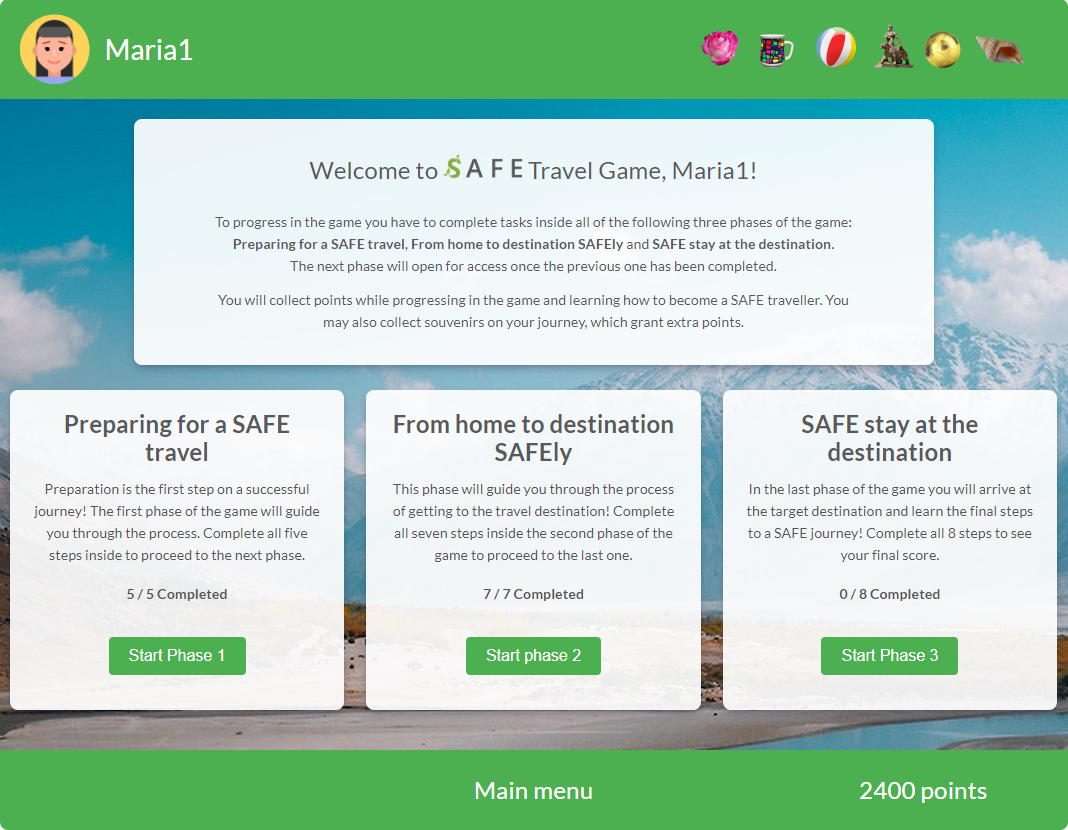 Maria1
Welcome to SAFE Travel Game, Maria1!
To progress in the game you have to complete tasks inside all of the following three phases of the game:
Preparing for a SAFE travel, From home to destination SAFEly and SAFE stay at the destination.
The next phase will open for access once the previous one has been completed.
You will collect points while progressing in the game and learning how to become a SAFE traveller. You
may also collect souvenirs on your journey, which grant extra points.
Preparing for a SAFE
travel
Preparation is the first step on a successful
journey! The first phase of the game will guide
you through the process. Complete all five
steps inside to proceed to the next phase.
5 / 5 Completed
Start Phase 1
From home to destination
SAFEly
This phase will guide you through the process
of getting to the travel destination! Complete
all seven steps inside the second phase of the
game to proceed to the last one.
7 / 7 Completed
Start phase 2
SAFE stay at the
destination
In the last phase of the game you will arrive at
the target destination and learn the final steps
to a SAFE journey! Complete all 8 steps to see
your final score.
0 / 8 Completed
Start Phase 3
Main menu
2400 points